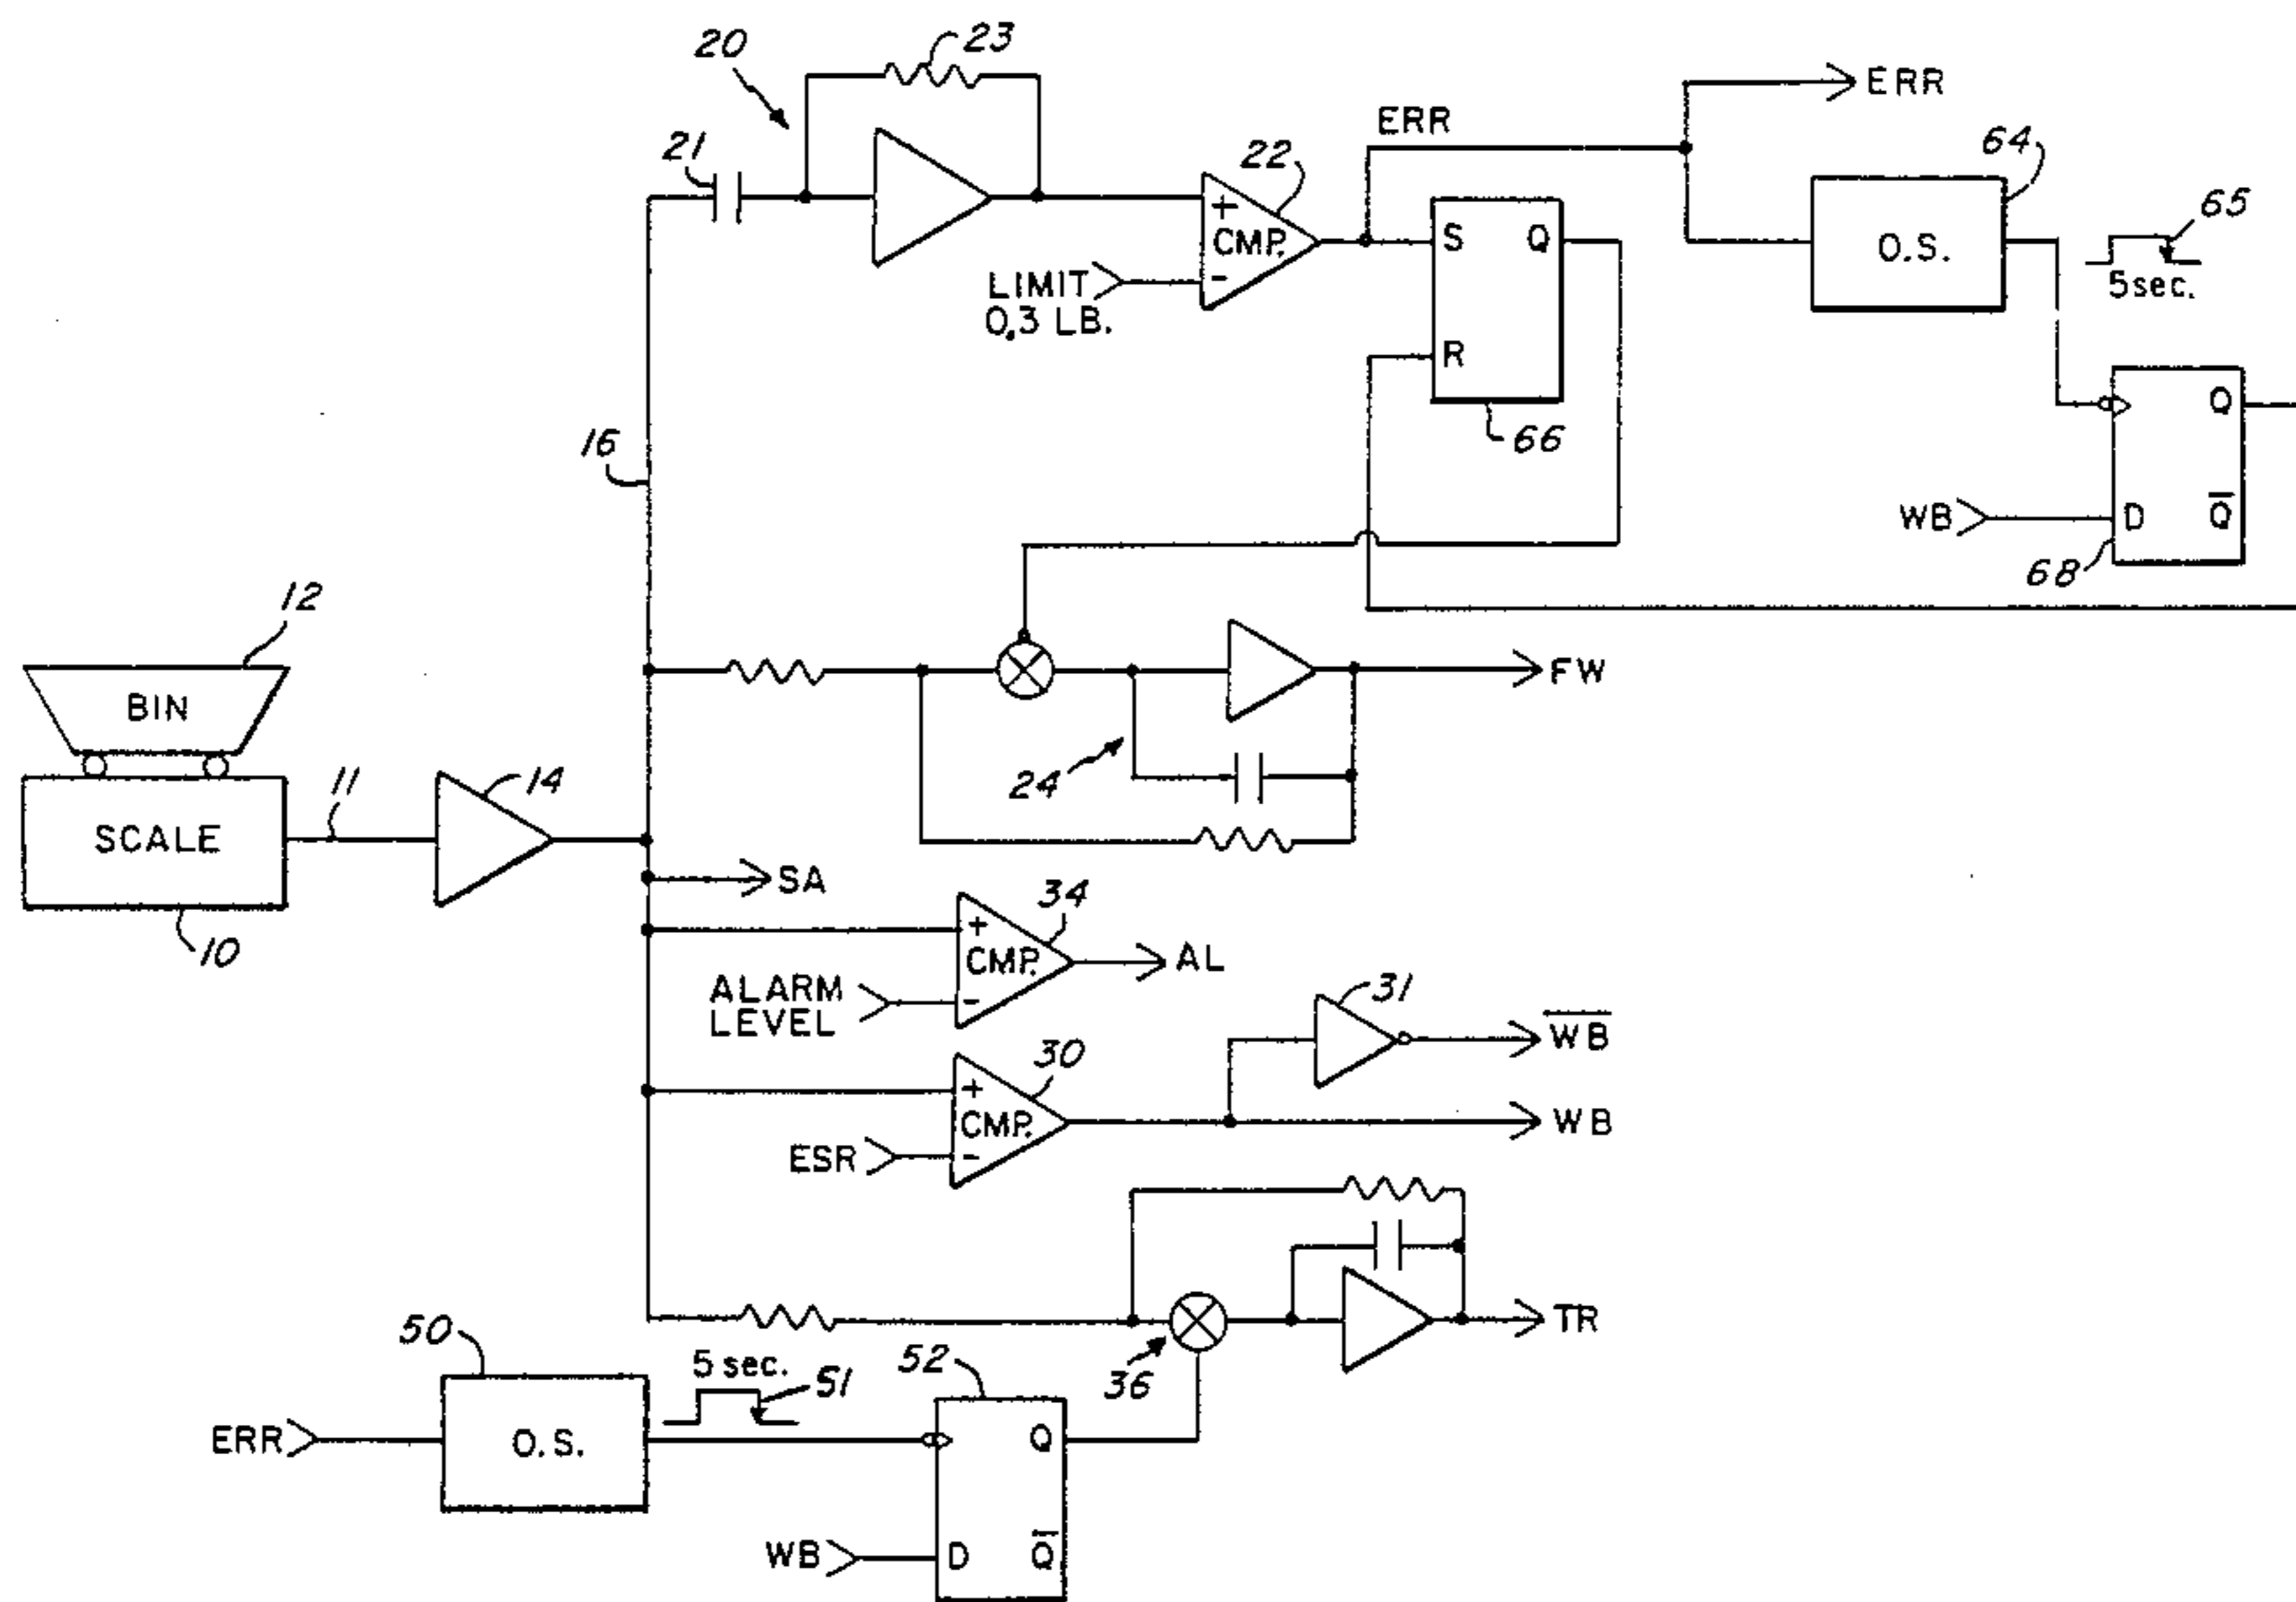 20
23
ERR
ERR
21
22
64
65
+
CMP.
-
S
Q
O.S.
5 sec.
LIMIT
0.3 LB.
R
66
Q
16
WB
D
Q
68
12
BIN
FW
24
11
14
SCALE
SA
34
10
+
CMP.
-
AL
ALARM
LEVEL
31
WB
30
+
CMP.
-
WB
ESR
50
5 sec.
51
52
36
TR
ERR
O.S.
Q
WB
D
Q